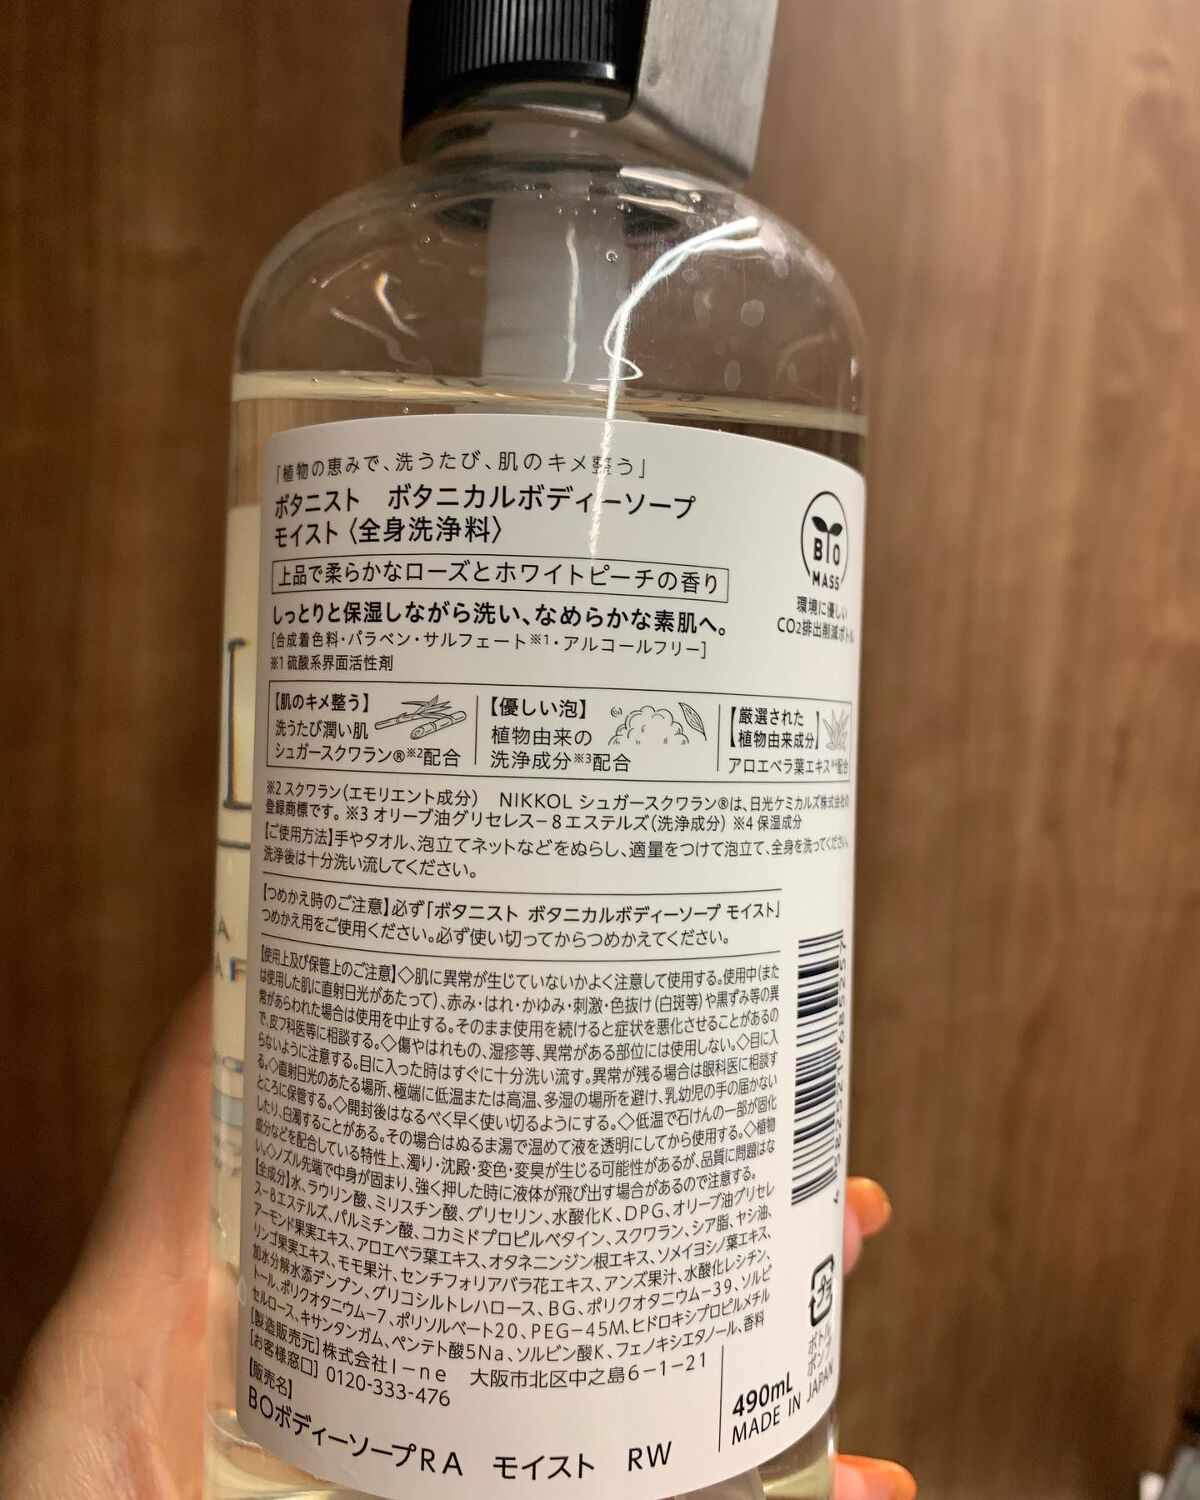 「植物の恵みで、洗うたび、肌のキメ整う」
ボタニスト ボタニカルボディーソープ
モイスト〈全身洗浄料〉
上品で柔らかなローズとホワイトピーチの香り
しっとりと保湿しながら洗い、なめらかな素肌へ。
[合成着色料・パラベン・サルフェート※1・アルコールフリー]
※1 硫酸系界面活性剤
BIO
MASS
環境に優しい
CO2排出削減ボトル
【肌のキメ整う】
洗うたび潤い肌
シュガースクワラン®※2配合
【優しい泡】
植物由来の
洗浄成分※3配合
【厳選された
植物由来成分】
アロエベラ葉エキス※4配合
※2 スクワラン(エモリエント成分) NIKKOL シュガースクワラン®は、日光ケミカルズ株式会社の
登録商標です。※3 オリーブ油グリセレス−8エステルズ(洗浄成分) ※4 保湿成分
【ご使用方法】手やタオル、泡立てネットなどをぬらし、適量をつけて泡立て、全身を洗ってください。
洗浄後は十分洗い流してください。
【つめかえ時のご注意】必ず「ボタニスト ボタニカルボディーソープ モイスト」
つめかえ用をご使用ください。必ず使い切ってからつめかえてください。
【使用上及び保管上のご注意】◇肌に異常が生じていないかよく注意して使用する。使用中(また
は使用した肌に直射日光があたって)、赤み・はれ・かゆみ・刺激・色抜け(白斑等)や黒ずみ等の異
常があらわれた場合は使用を中止する。そのまま使用を続けると症状を悪化させることがあるの
で、皮フ科医等に相談する。◇傷やはれもの、湿疹等、異常がある部位には使用しない。◇目に入
らないように注意する。目に入った時はすぐに十分洗い流す。異常が残る場合は眼科医に相談す
る。◇直射日光のあたる場所、極端に低温または高温、多湿の場所を避け、乳幼児の手の届かない
ところに保管する。◇開封後はなるべく早く使い切るようにする。◇低温で石けんの一部が固化
したり、白濁することがある。その場合はぬるま湯で温めて液を透明にしてから使用する。◇植物
成分などを配合している特性上、濁り・沈殿・変色・変臭が生じる可能性があるが、品質に問題はな
い。◇ノズル先端で中身が固まり、強く押した時に液体が飛び出す場合があるので注意する。
【全成分】水、ラウリン酸、ミリスチン酸、グリセリン、水酸化K、DPG、オリーブ油グリセレ
ス−8エステルズ、パルミチン酸、コカミドプロピルベタイン、スクワラン、シア脂、ヤシ油、
アーモンド果実エキス、アロエベラ葉エキス、オタネニンジン根エキス、ソメイヨシノ葉エキス、
リンゴ果実エキス、モモ果汁、センチフォリアバラ花エキス、アンズ果汁、水酸化レシチン、
加水分解水添デンプン、グリコシルトレハロース、BG、ポリクオタニウム−39、ソルビ
トール、ポリクオタニウム−7、ポリソルベート20、PEG−45M、ヒドロキシプロピルメチル
セルロース、キサンタンガム、ペンテト酸5Na、ソルビン酸K、フェノキシエタノール、香料
【製造販売元】株式会社I−ne 大阪市北区中之島6−1−21
【お客様窓口】0120-333-476
【販売名】
BOボディーソープRA モイスト RW
490mL
MADE IN JAPAN
プラ
ボトル
ポンプ